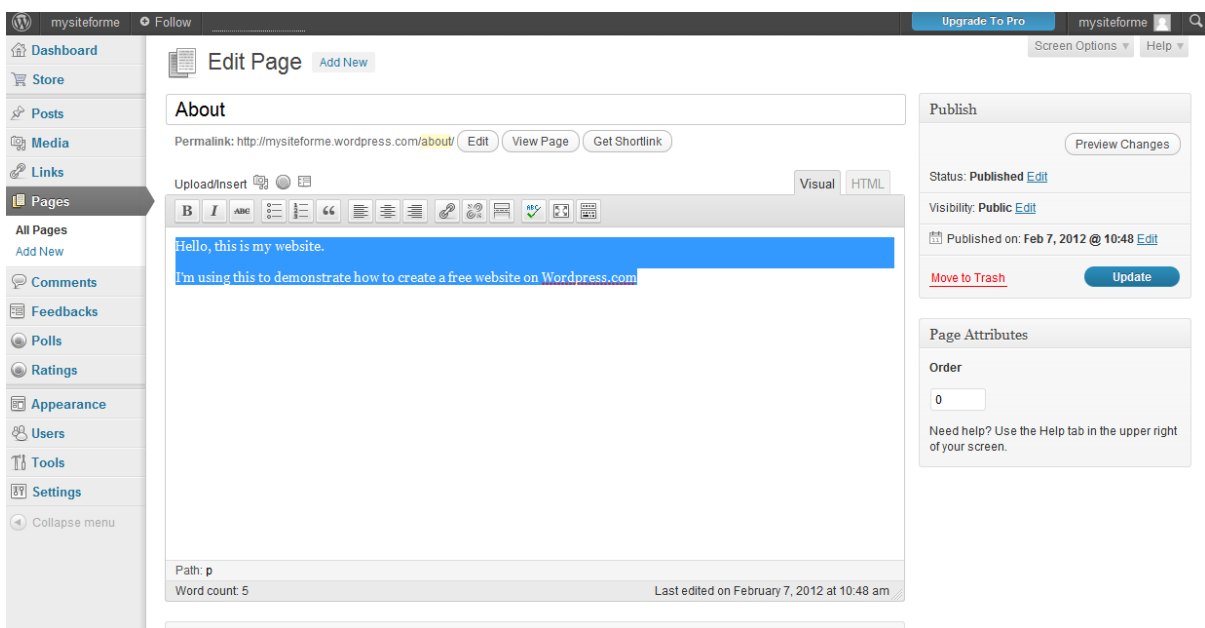 mysiteforme Follow Upgrade To Pro mysiteforme
Screen Options Help
Dashboard
Store
Posts
Media
Links
Pages
All Pages
Add New
Comments
Feedbacks
Polls
Ratings
Appearance
Users
Tools
Settings
Collapse menu
Edit Page Add New
About
Permalink: http://mysiteforme.wordpress.com/about/ Edit View Page Get Shortlink
Upload/Insert Visual HTML
B I ABC ABC
Hello, this is my website.
I'm using this to demonstrate how to create a free website on Wordpress.com
Path: p
Word count: 5 Last edited on February 7, 2012 at 10:48 am
Publish
Preview Changes
Status: Published Edit
Visibility: Public Edit
Published on: Feb 7, 2012 @ 10:48 Edit
Move to Trash Update
Page Attributes
Order
0
Need help? Use the Help tab in the upper right
of your screen.